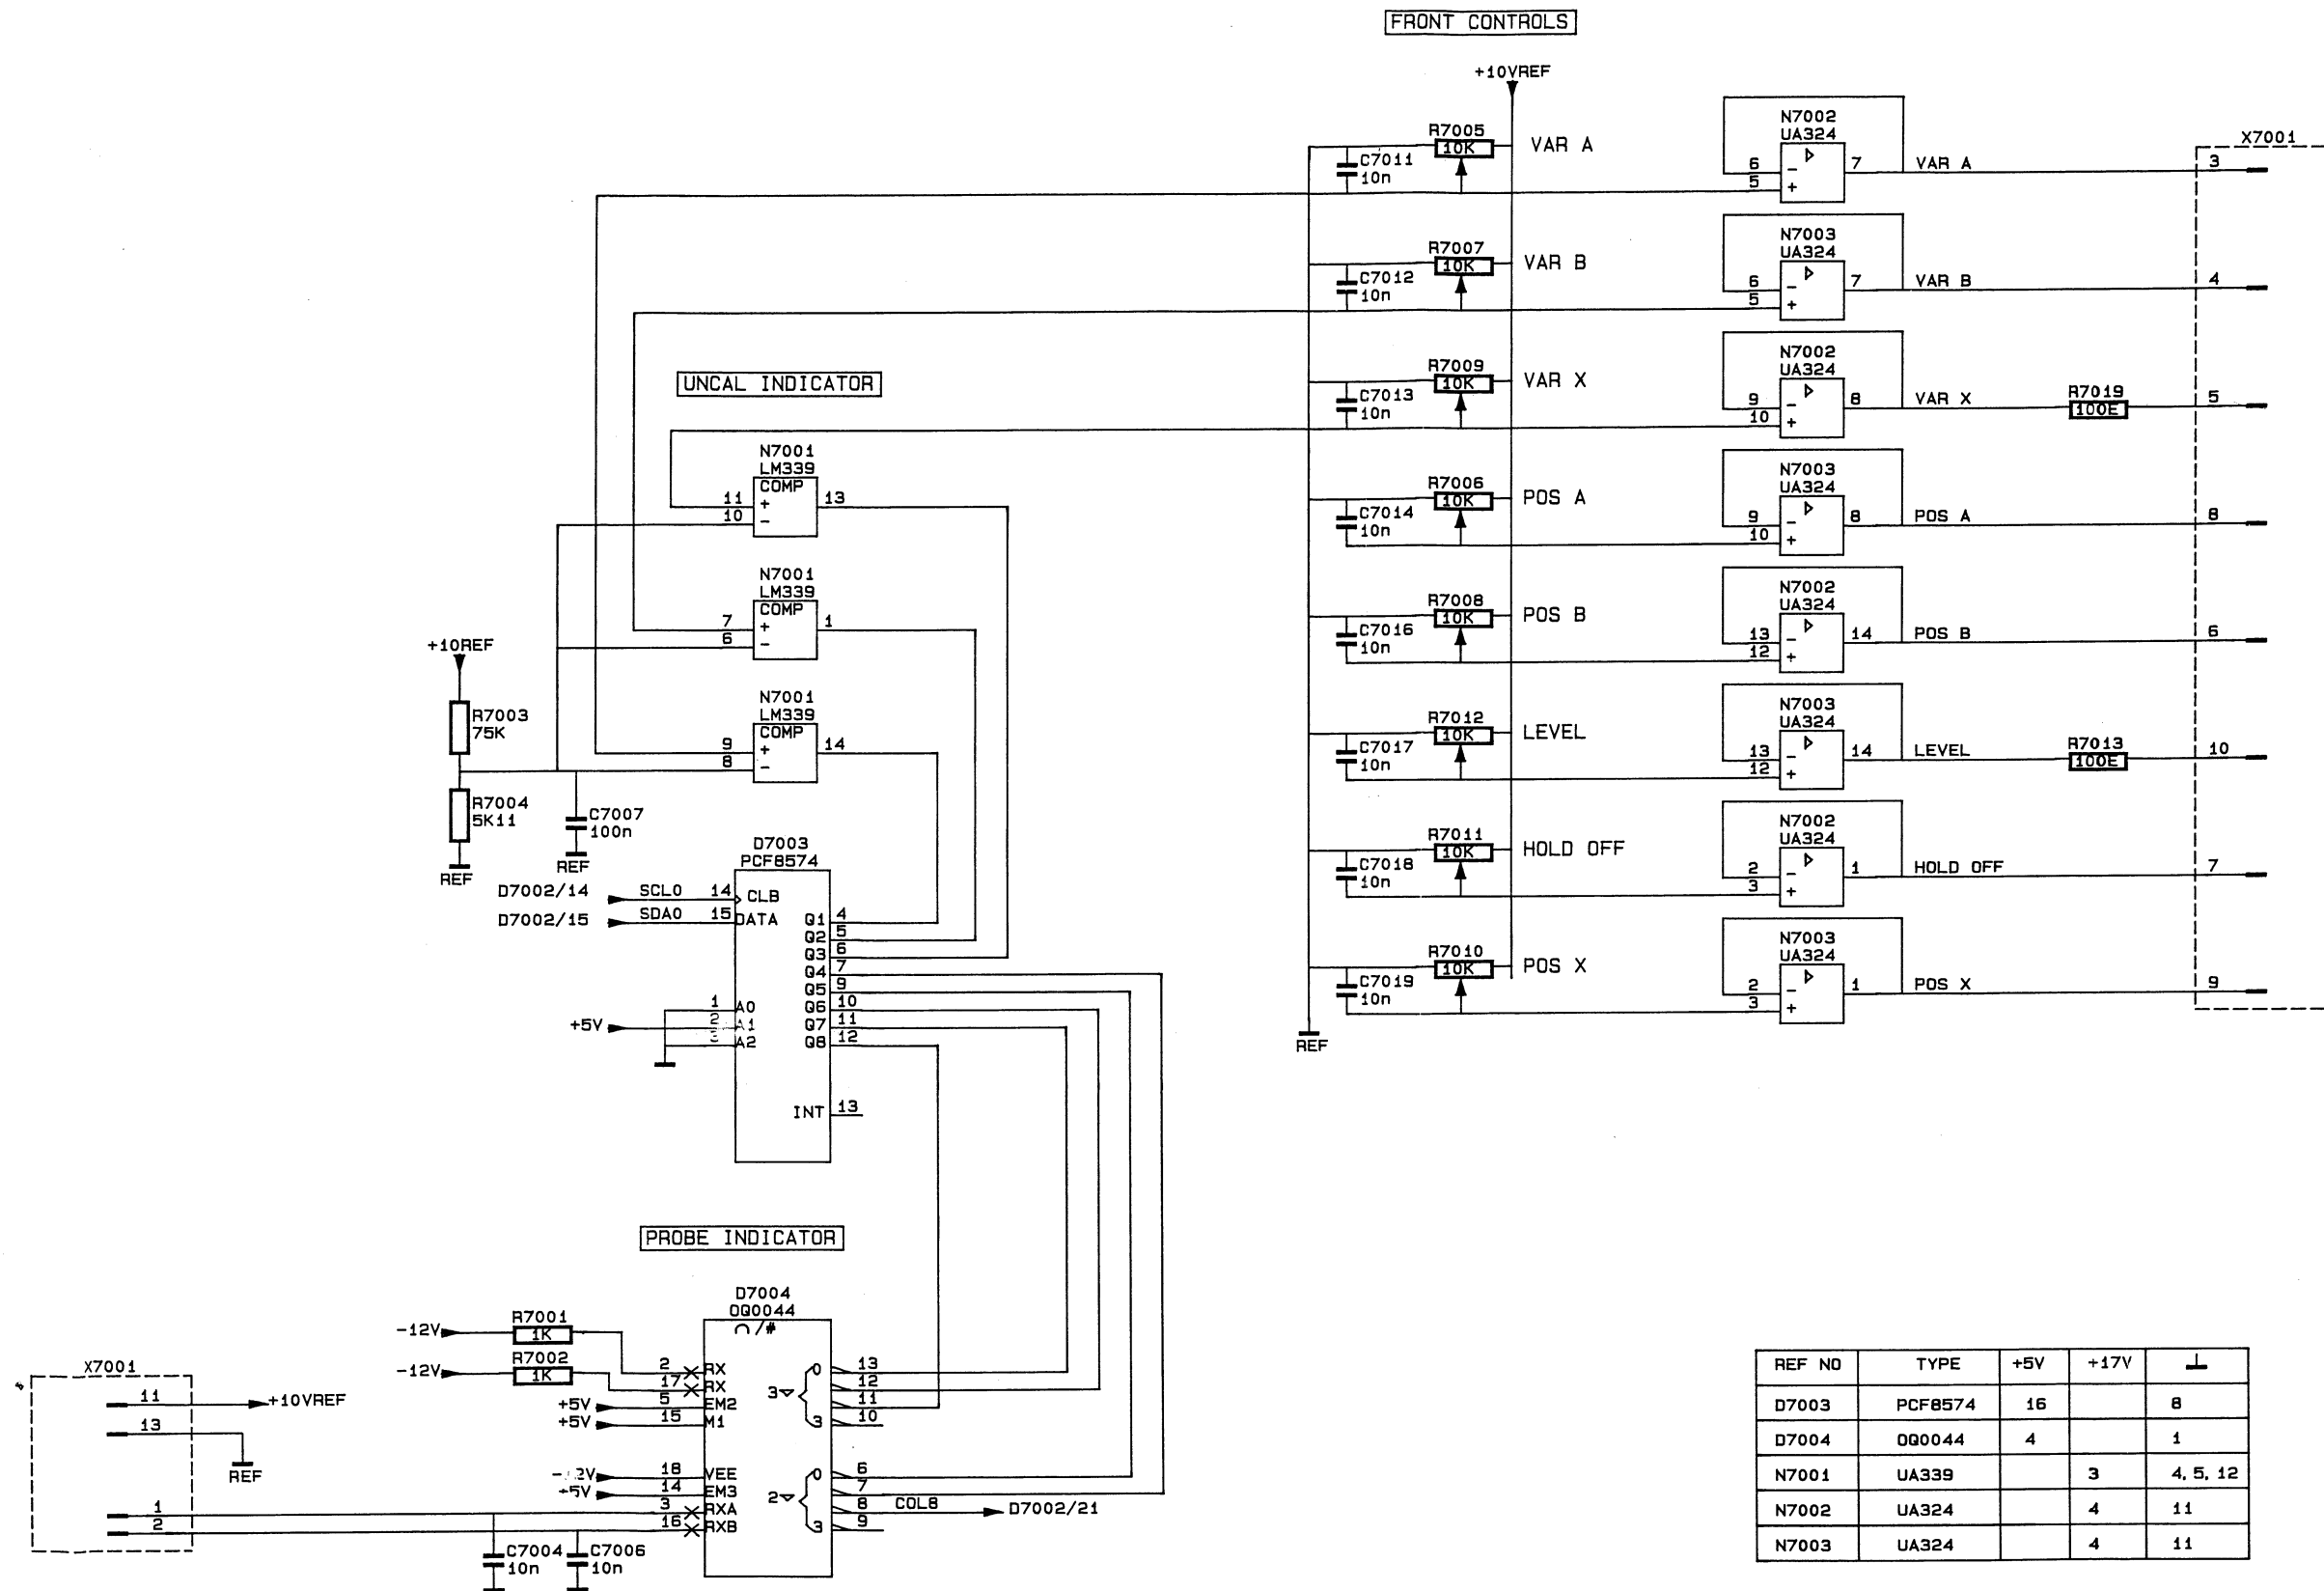 FRONT CONTROLS
+10VREF
R7005
10K
VAR A
C7011
10n
N7002
UA324
6
5
-
+
7
VAR A
X7001
3
R7007
10K
VAR B
C7012
10n
N7003
UA324
6
5
-
+
7
VAR B
4
R7009
10K
VAR X
C7013
10n
N7002
UA324
9
10
-
+
8
VAR X
R7019
100E
5
R7006
10K
POS A
C7014
10n
N7003
UA324
9
10
-
+
8
POS A
8
R7008
10K
POS B
C7016
10n
N7002
UA324
13
12
-
+
14
POS B
6
R7012
10K
LEVEL
C7017
10n
N7003
UA324
13
12
-
+
14
LEVEL
R7013
100E
10
R7011
10K
HOLD OFF
C7018
10n
N7002
UA324
2
3
-
+
1
HOLD OFF
7
R7010
10K
POS X
C7019
10n
N7003
UA324
2
3
-
+
1
POS X
9
REF
UNCAL INDICATOR
N7001
LM339
COMP
11
10
+
-
13
N7001
LM339
COMP
7
6
+
-
1
N7001
LM339
COMP
9
8
+
-
14
+10REF
R7003
75K
R7004
5K11
REF
C7007
100n
REF
D7003
PCF8574
D7002/14 SCL0 14 CLB
D7002/15 SDA0 15 DATA
Q1 4
Q2 5
Q3 6
Q4 7
Q5 9
Q6 10
Q7 11
Q8 12
1 A0
+5V 2 A1
A2
INT 13
PROBE INDICATOR
D7004
OQ0044
∩/#
-12V R7001
1K
-12V R7002
1K
2 RX
17 RX
+5V 5 EM2
+5V 15 M1
18 VEE
14 EM3
3 RXA
16 RXB
3 0 3
13
12
11
10
2 0 3
6
7
8 COL8 D7002/21
9
X7001
11 +10VREF
13
REF
1
2
C7004
10n
C7006
10n
REF NO TYPE +5V +17V ⊥
D7003 PCF8574 16 8
D7004 OQ0044 4 1
N7001 UA339 3 4, 5, 12
N7002 UA324 4 11
N7003 UA324 4 11